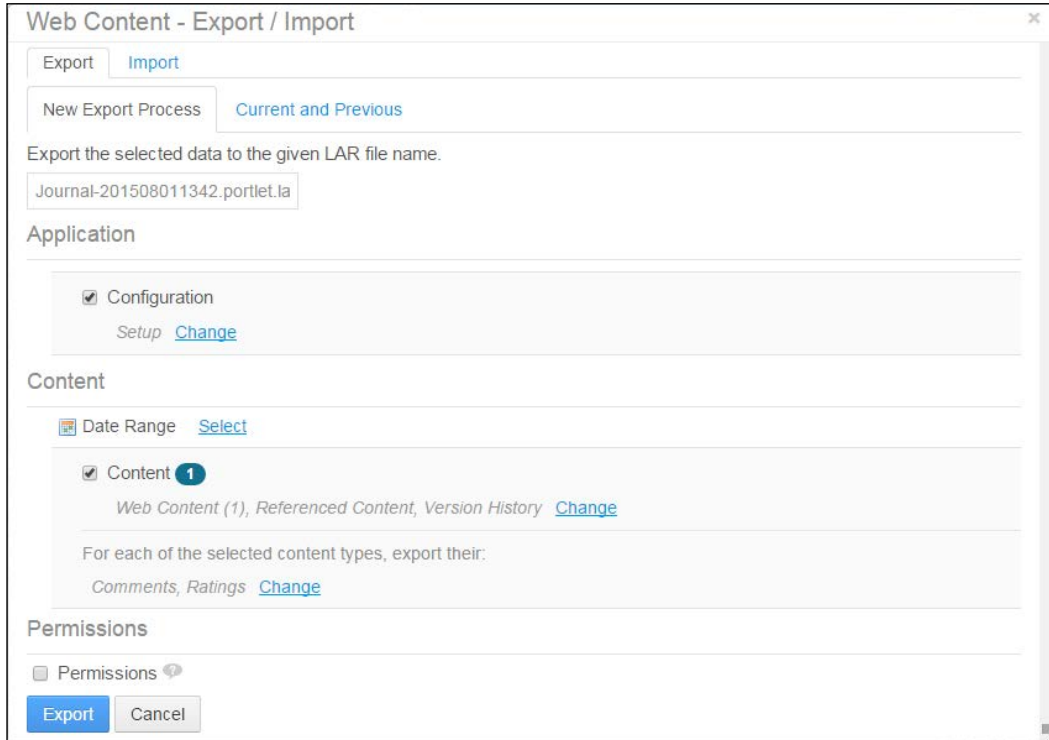 Web Content - Export / Import
Export Import
New Export Process Current and Previous
Export the selected data to the given LAR file name.
Journal-201508011342.portlet.la
Application
Configuration
Setup Change
Content
Date Range Select
Content 1
Web Content (1), Referenced Content, Version History Change
For each of the selected content types, export their:
Comments, Ratings Change
Permissions
Permissions ?
Export Cancel